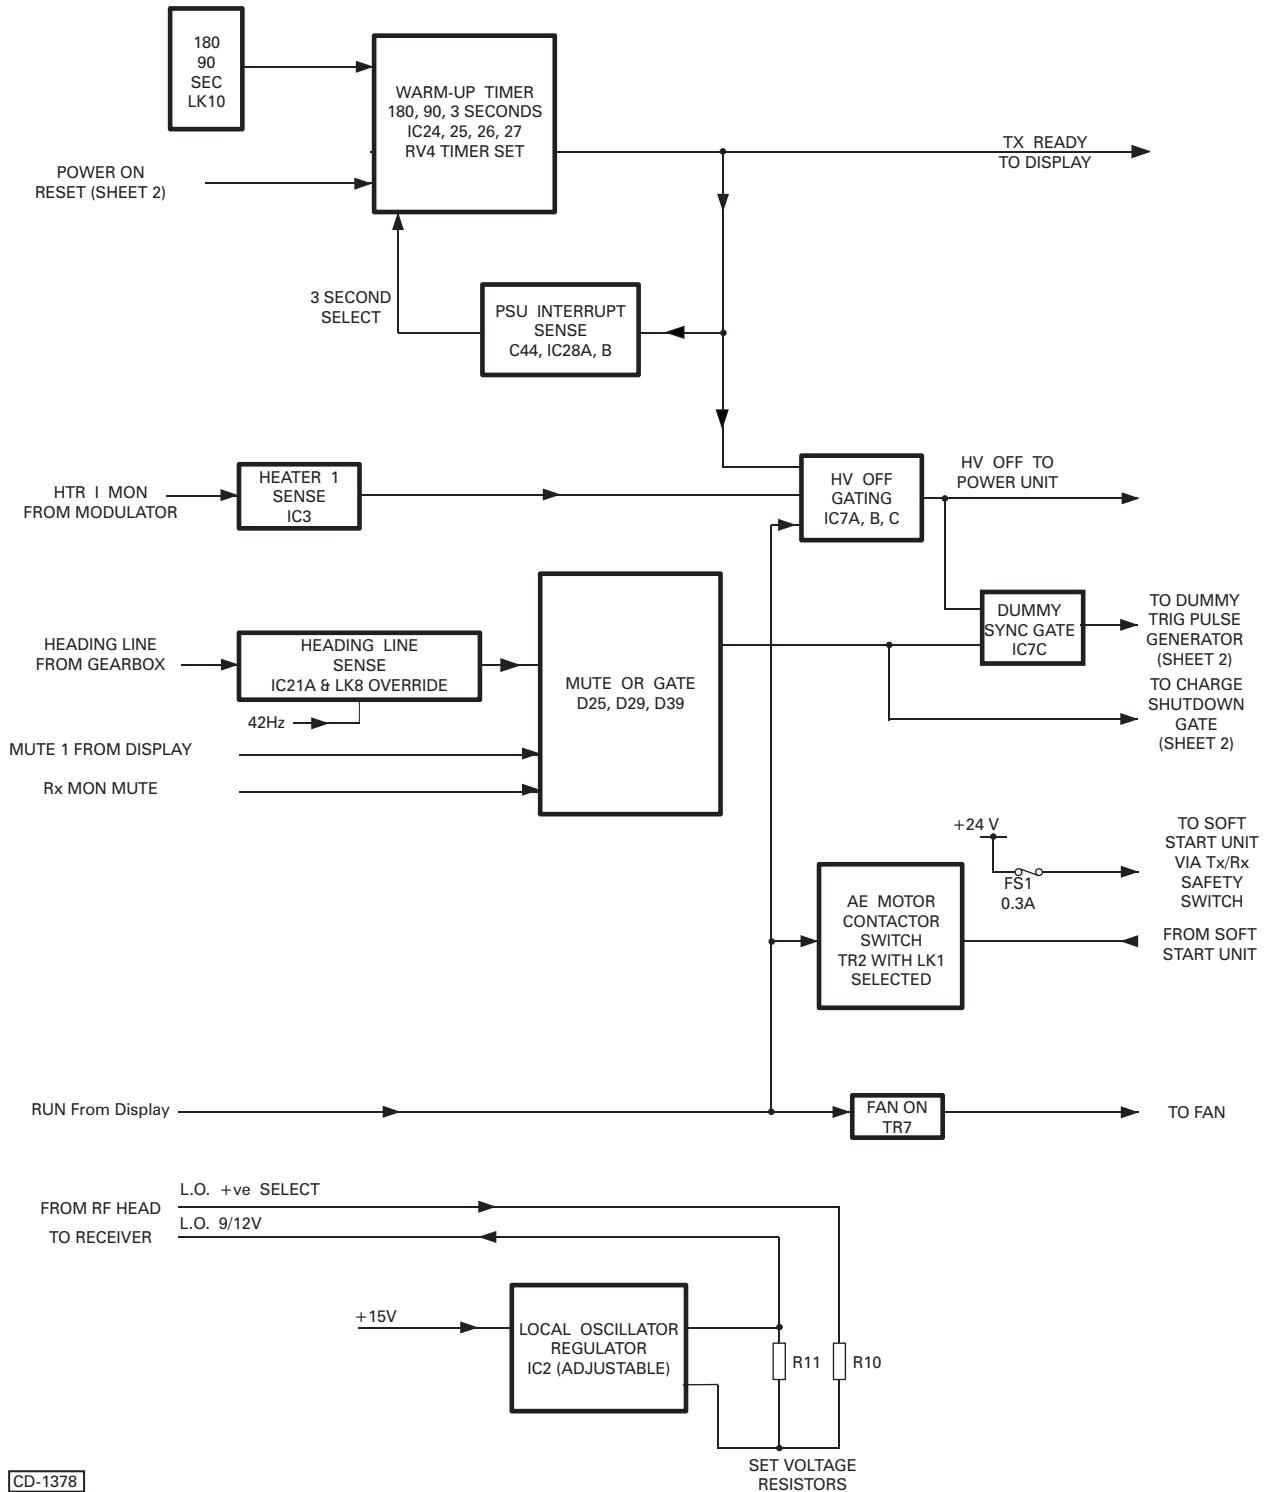 180
90
SEC
LK10
WARM-UP TIMER
180, 90, 3 SECONDS
IC24, 25, 26, 27
RV4 TIMER SET
TX READY
TO DISPLAY
POWER ON
RESET (SHEET 2)
3 SECOND
SELECT
PSU INTERRUPT
SENSE
C44, IC28A, B
HTR I MON
FROM MODULATOR
HEATER 1
SENSE
IC3
HV OFF
GATING
IC7A, B, C
HV OFF TO
POWER UNIT
HEADING LINE
FROM GEARBOX
HEADING LINE
SENSE
IC21A & LK8 OVERRIDE
42Hz
MUTE 1 FROM DISPLAY
Rx MON MUTE
MUTE OR GATE
D25, D29, D39
DUMMY
SYNC GATE
IC7C
TO DUMMY
TRIG PULSE
GENERATOR
(SHEET 2)
TO CHARGE
SHUTDOWN
GATE
(SHEET 2)
+24 V
FS1
0.3A
TO SOFT
START UNIT
VIA Tx/Rx
SAFETY
SWITCH
AE MOTOR
CONTACTOR
SWITCH
TR2 WITH LK1
SELECTED
FROM SOFT
START UNIT
RUN From Display
FAN ON
TR7
TO FAN
FROM RF HEAD
L.O. +ve SELECT
TO RECEIVER
L.O. 9/12V
+15V
LOCAL OSCILLATOR
REGULATOR
IC2 (ADJUSTABLE)
R11
R10
SET VOLTAGE
RESISTORS
CD-1378